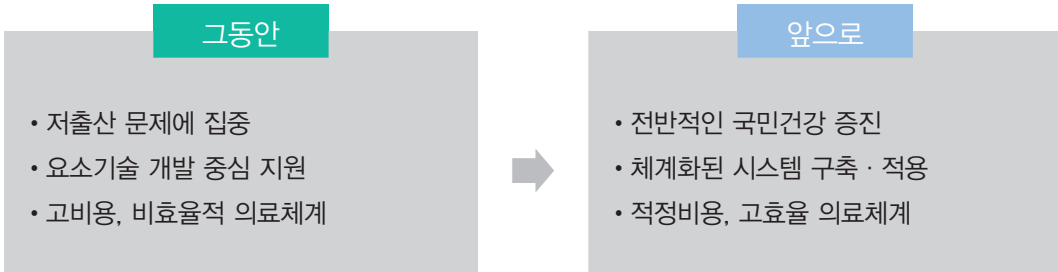 그동안
• 저출산 문제에 집중
• 요소기술 개발 중심 지원
• 고비용, 비효율적 의료체계
앞으로
• 전반적인 국민건강 증진
• 체계화된 시스템 구축 · 적용
• 적정비용, 고효율 의료체계